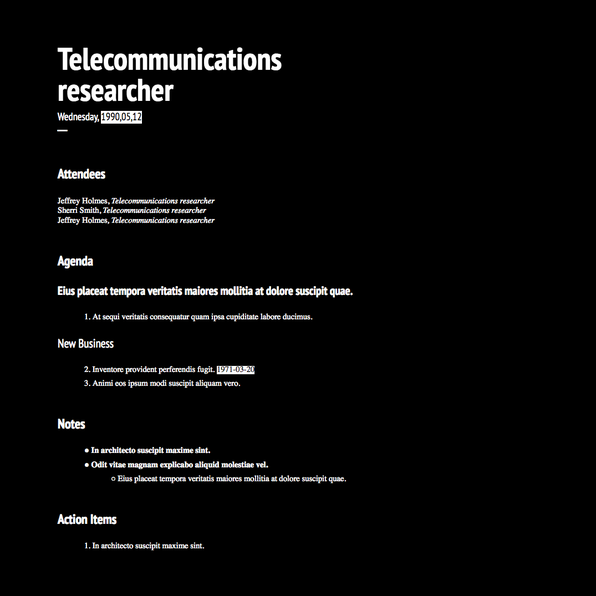 Telecommunications
researcher
Wednesday, 1990,05,12
Attendees
Jeffrey Holmes, Telecommunications researcher
Sherri Smith, Telecommunications researcher
Jeffrey Holmes, Telecommunications researcher
Agenda
Eius placeat tempora veritatis maiores mollitia at dolore suscipit quae.
1. At sequi veritatis consequatur quam ipsa cupiditate labore ducimus.
New Business
2. Inventore provident perferendis fugit. 1971-03-20
3. Animi eos ipsum modi suscipit aliquam vero.
Notes
● In architecto suscipit maxime sint.
● Odit vitae magnam explicabo aliquid molestiae vel.
○ Eius placeat tempora veritatis maiores mollitia at dolore suscipit quae.
Action Items
1. In architecto suscipit maxime sint.